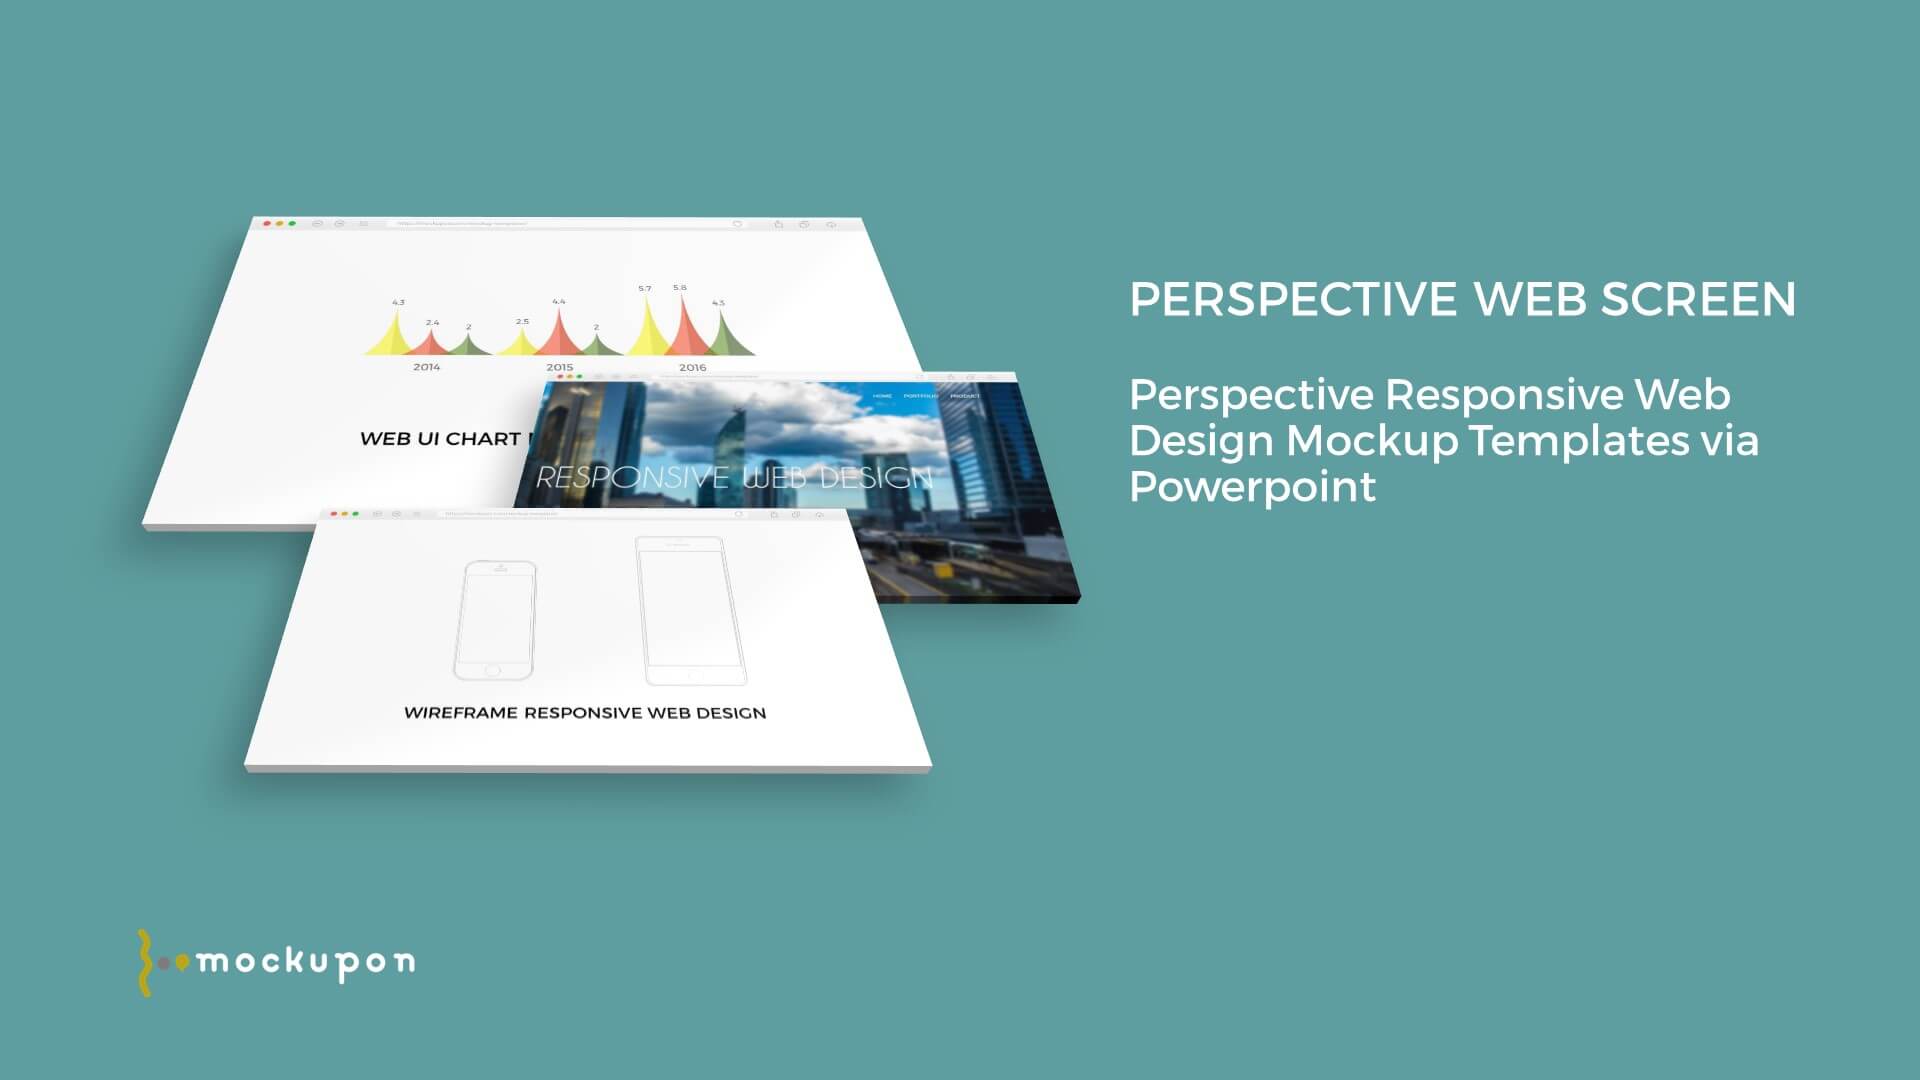 PERSPECTIVE WEB SCREEN
Perspective Responsive Web
Design Mockup Templates via
Powerpoint
4.3
2.4
2
2.5
4.4
2
5.7
5.8
4.5
2014
2015
2016
WEB UI CHART
HOME PORTFOLIO PRODUCT
RESPONSIVE WEB DESIGN
WIREFRAME RESPONSIVE WEB DESIGN
mockupon